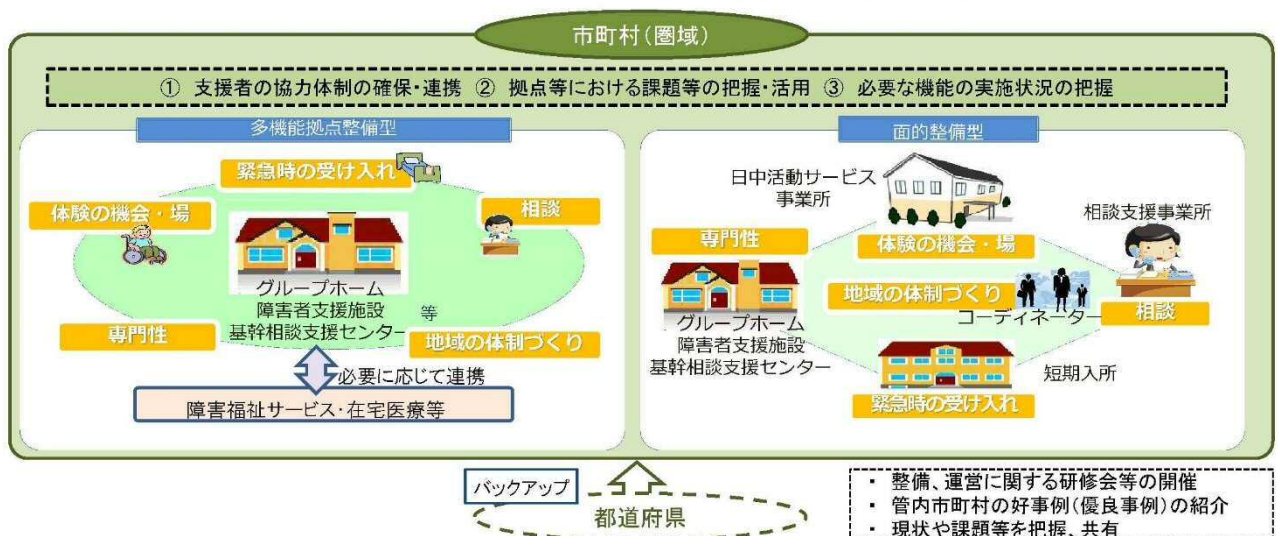 市町村(圏域)
① 支援者の協力体制の確保・連携 ② 拠点等における課題等の把握・活用 ③ 必要な機能の実施状況の把握
多機能拠点整備型
緊急時の受け入れ
体験の機会・場
相談
グループホーム
障害者支援施設
基幹相談支援センター
等
専門性
地域の体制づくり
必要に応じて連携
障害福祉サービス・在宅医療等
面的整備型
日中活動サービス
事業所
相談支援事業所
専門性
体験の機会・場
地域の体制づくり
コーディネーター
相談
グループホーム
障害者支援施設
基幹相談支援センター
短期入所
緊急時の受け入れ
バックアップ
都道府県
・ 整備、運営に関する研修会等の開催
・ 管内市町村の好事例(優良事例)の紹介
・ 現状や課題等を把握、共有